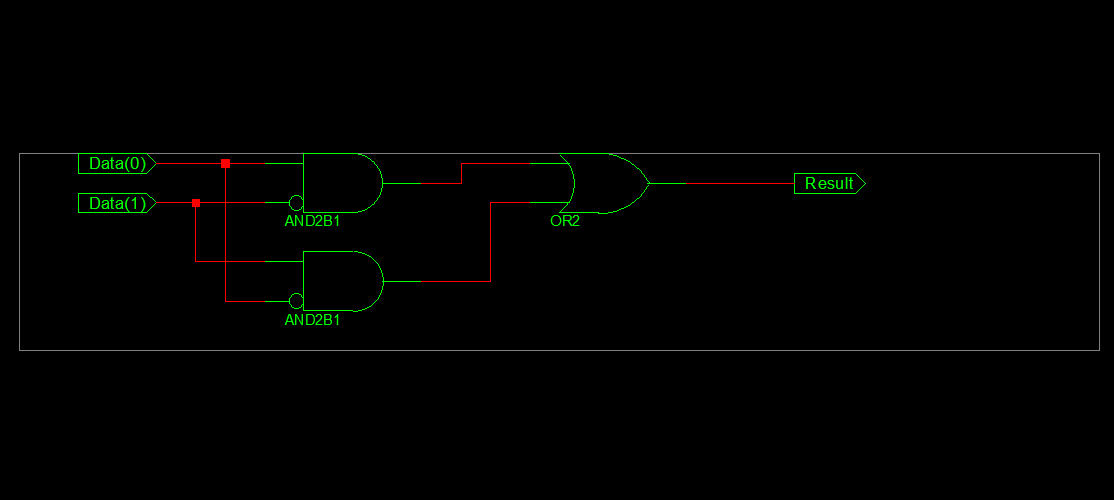 Data(0)
Data(1)
AND2B1
OR2
Result
AND2B1